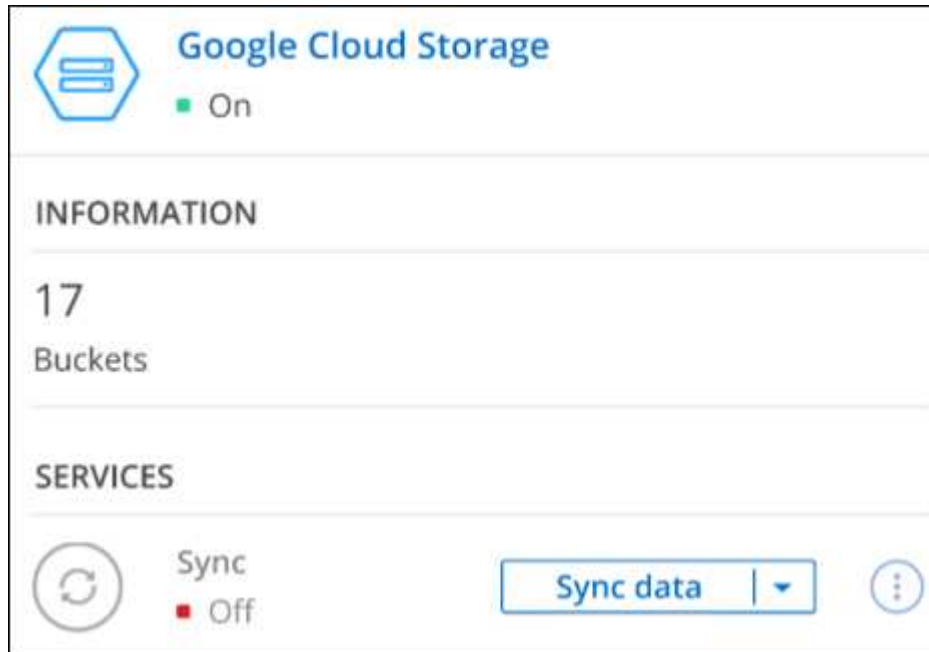 Google Cloud Storage
On
INFORMATION
17
Buckets
SERVICES
Sync
Off
Sync data